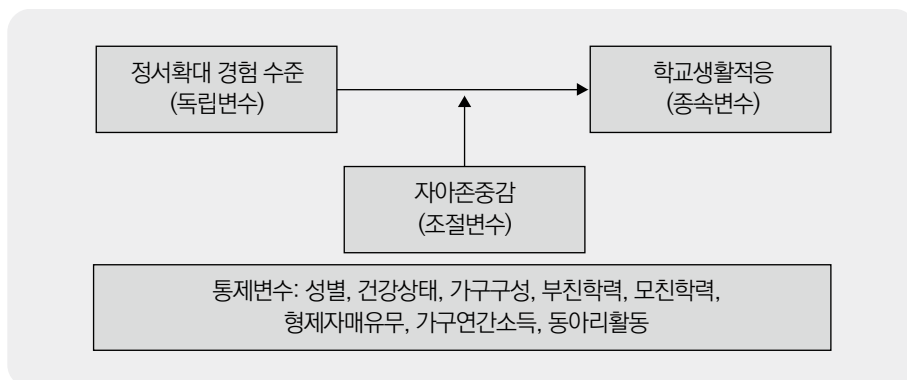 정서확대 경험 수준
(독립변수)
학교생활적응
(종속변수)
자아존중감
(조절변수)
통제변수: 성별, 건강상태, 가구구성, 부친학력, 모친학력,
형제자매유무, 가구연간소득, 동아리활동